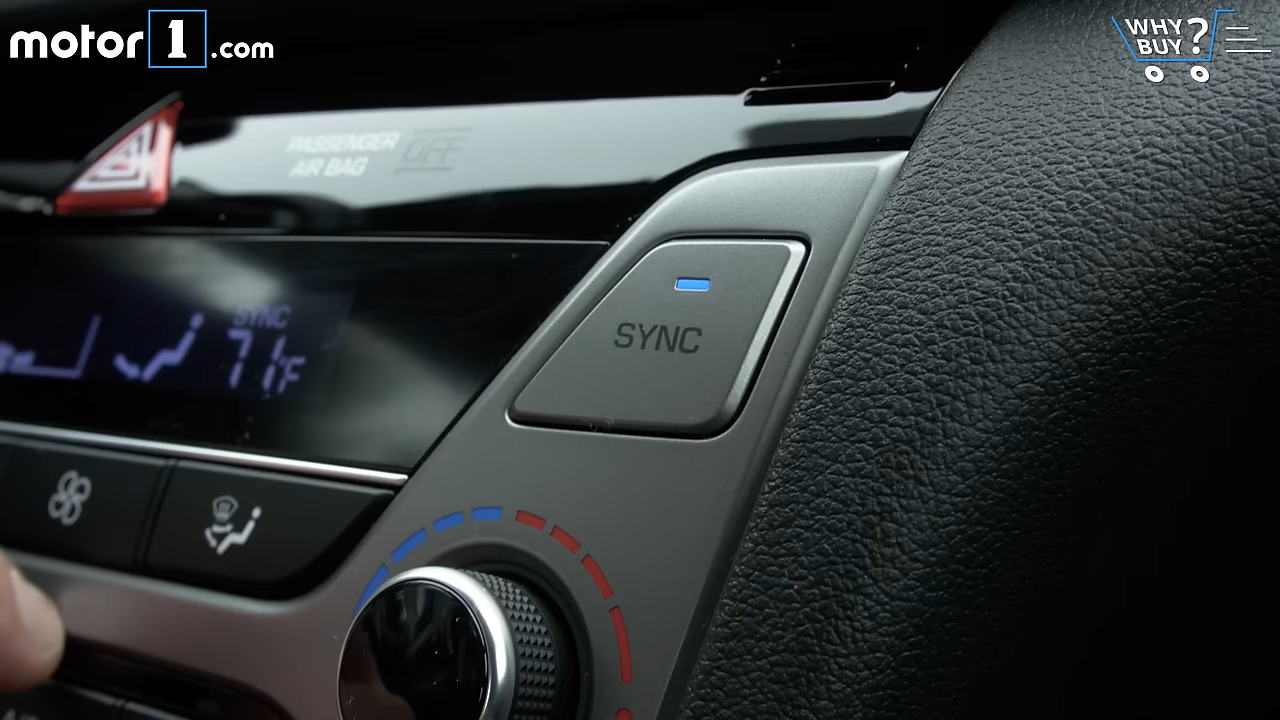 motor1.com
WHY
BUY?
PASSENGER
AIR BAG
OFF
SYNC
71°F
SYNC